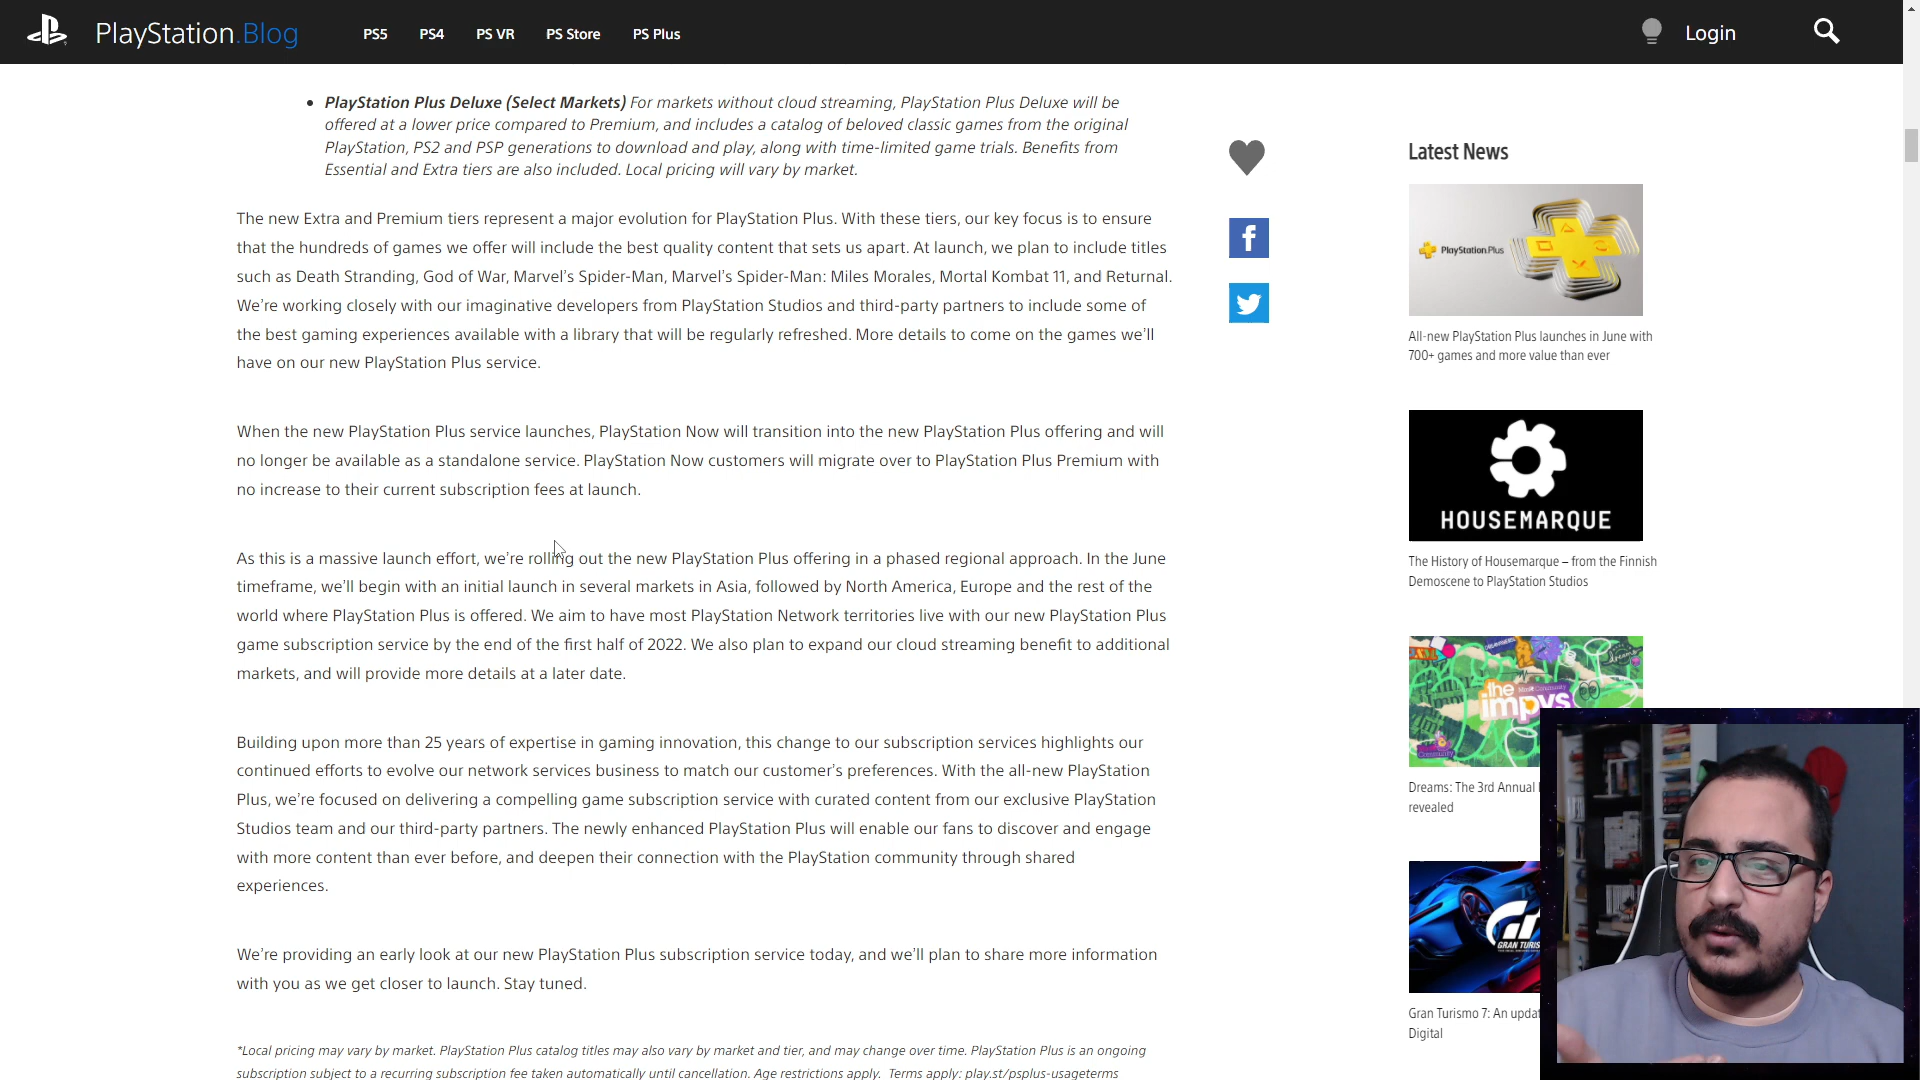 PlayStation.Blog
PS5 PS4 PS VR PS Store PS Plus
Login
• PlayStation Plus Deluxe (Select Markets) For markets without cloud streaming, PlayStation Plus Deluxe will be
offered at a lower price compared to Premium, and includes a catalog of beloved classic games from the original
PlayStation, PS2 and PSP generations to download and play, along with time-limited game trials. Benefits from
Essential and Extra tiers are also included. Local pricing will vary by market.
The new Extra and Premium tiers represent a major evolution for PlayStation Plus. With these tiers, our key focus is to ensure
that the hundreds of games we offer will include the best quality content that sets us apart. At launch, we plan to include titles
such as Death Stranding, God of War, Marvel’s Spider-Man, Marvel’s Spider-Man: Miles Morales, Mortal Kombat 11, and Returnal.
We’re working closely with our imaginative developers from PlayStation Studios and third-party partners to include some of
the best gaming experiences available with a library that will be regularly refreshed. More details to come on the games we’ll
have on our new PlayStation Plus service.
When the new PlayStation Plus service launches, PlayStation Now will transition into the new PlayStation Plus offering and will
no longer be available as a standalone service. PlayStation Now customers will migrate over to PlayStation Plus Premium with
no increase to their current subscription fees at launch.
As this is a massive launch effort, we’re rolling out the new PlayStation Plus offering in a phased regional approach. In the June
timeframe, we’ll begin with an initial launch in several markets in Asia, followed by North America, Europe and the rest of the
world where PlayStation Plus is offered. We aim to have most PlayStation Network territories live with our new PlayStation Plus
game subscription service by the end of the first half of 2022. We also plan to expand our cloud streaming benefit to additional
markets, and will provide more details at a later date.
Building upon more than 25 years of expertise in gaming innovation, this change to our subscription services highlights our
continued efforts to evolve our network services business to match our customer’s preferences. With the all-new PlayStation
Plus, we’re focused on delivering a compelling game subscription service with curated content from our exclusive PlayStation
Studios team and our third-party partners. The newly enhanced PlayStation Plus will enable our fans to discover and engage
with more content than ever before, and deepen their connection with the PlayStation community through shared
experiences.
We’re providing an early look at our new PlayStation Plus subscription service today, and we’ll plan to share more information
with you as we get closer to launch. Stay tuned.
*Local pricing may vary by market. PlayStation Plus catalog titles may also vary by market and tier, and may change over time. PlayStation Plus is an ongoing
subscription subject to a recurring subscription fee taken automatically until cancellation. Age restrictions apply. Terms apply: play.st/psplus-usageterms
Latest News
PlayStation.Plus
All-new PlayStation Plus launches in June with
700+ games and more value than ever
HOUSEMARQUE
The History of Housemarque – from the Finnish
Demoscene to PlayStation Studios
the
impys
Dreams: The 3rd Annual
revealed
GRAN TURIS
Gran Turismo 7: An updat
Digital